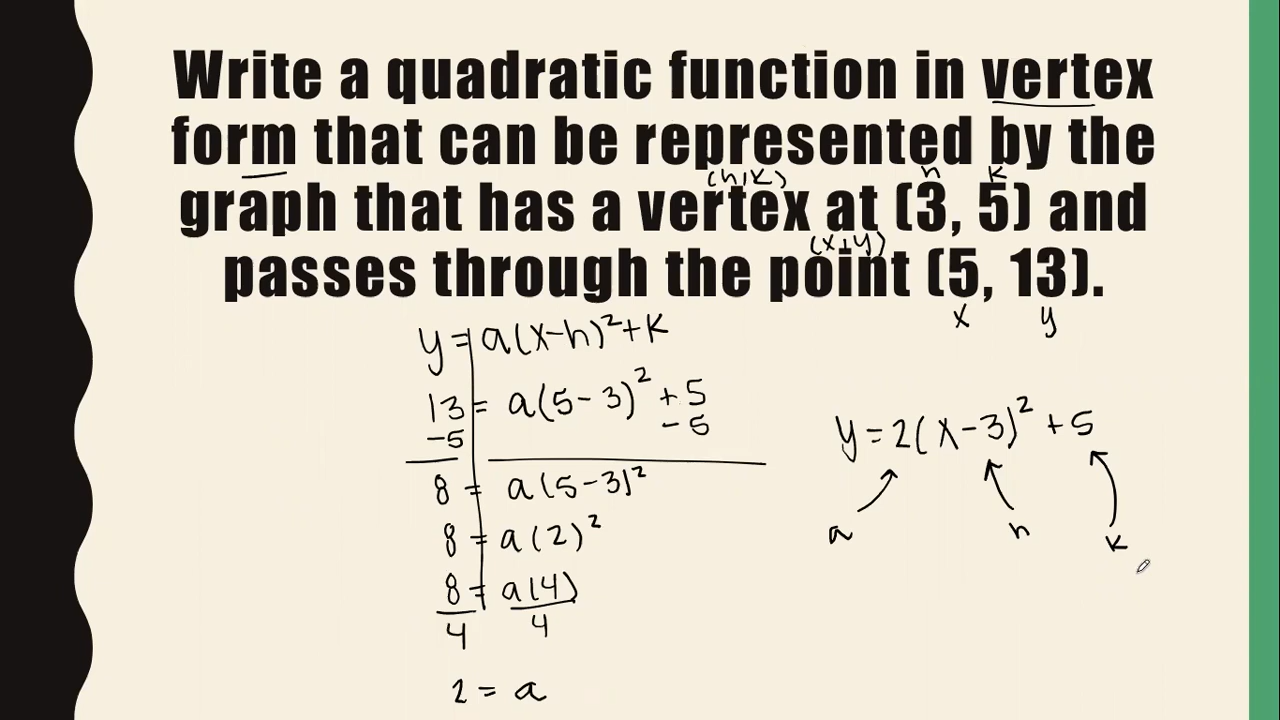 Write a quadratic function in vertex
form that can be represented by the
(h,k) h k
graph that has a vertex at (3, 5) and
(x,y)
passes through the point (5, 13).
x y
y = a(x-h)²+k
13 = a(5-3)² + 5
-5 -5
8 = a(5-3)²
8 = a(2)²
8 = a(4)
4 4
2 = a
y = 2(x-3)² + 5
a h k